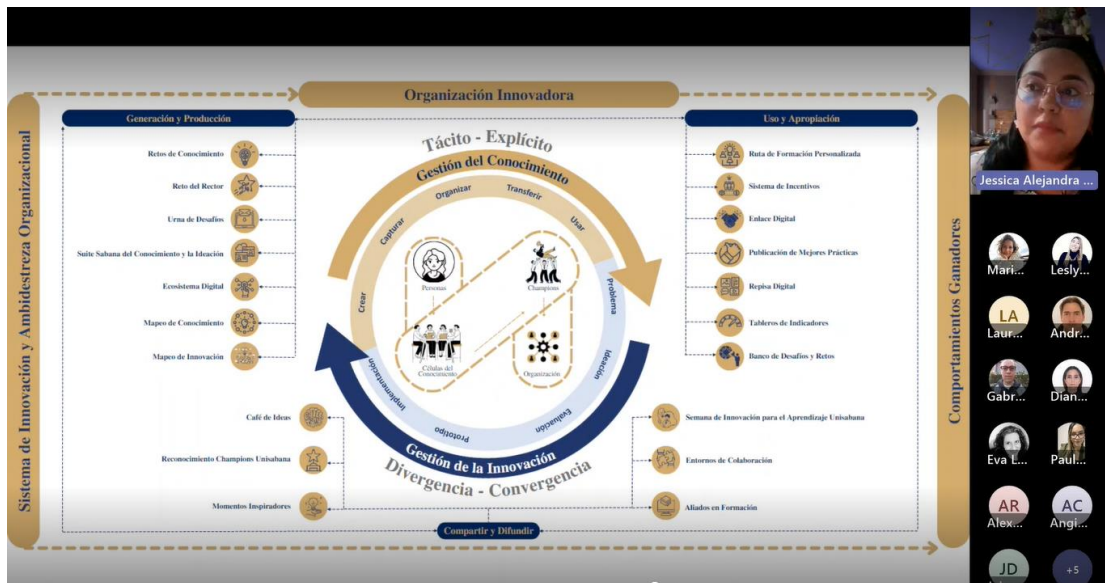 Organización Innovadora
Sistema de Innovación y Ambidestreza Organizacional
Generación y Producción
Retos de Conocimiento
Reto del Rector
Urna de Desafíos
Suite Sabana del Conocimiento y la Ideación
Ecosistema Digital
Mapeo de Conocimiento
Mapeo de Innovación
Tácito - Explícito
Gestión del Conocimiento
Crear
Capturar
Organizar
Transferir
Usar
Problema
Ideación
Evaluación
Prototipo
Implementación
Personas
Champions
Células del
Conocimiento
Organización
Gestión de la Innovación
Divergencia - Convergencia
Uso y Apropiación
Ruta de Formación Personalizada
Sistema de Incentivos
Enlace Digital
Publicación de Mejores Prácticas
Repisa Digital
Tableros de Indicadores
Banco de Desafíos y Retos
Café de Ideas
Reconocimiento Champions Unisabana
Momentos Inspiradores
Semana de Innovación para el Aprendizaje Unisabana
Entornos de Colaboración
Aliados en Formación
Compartir y Difundir
Comportamientos Ganadores
Jessica Alejandra ...
Mari... Lesly...
LA
Laur... Andr...
Gabr... Dian...
Eva L... Paul...
AR AC
Alex... Angi...
JD +5